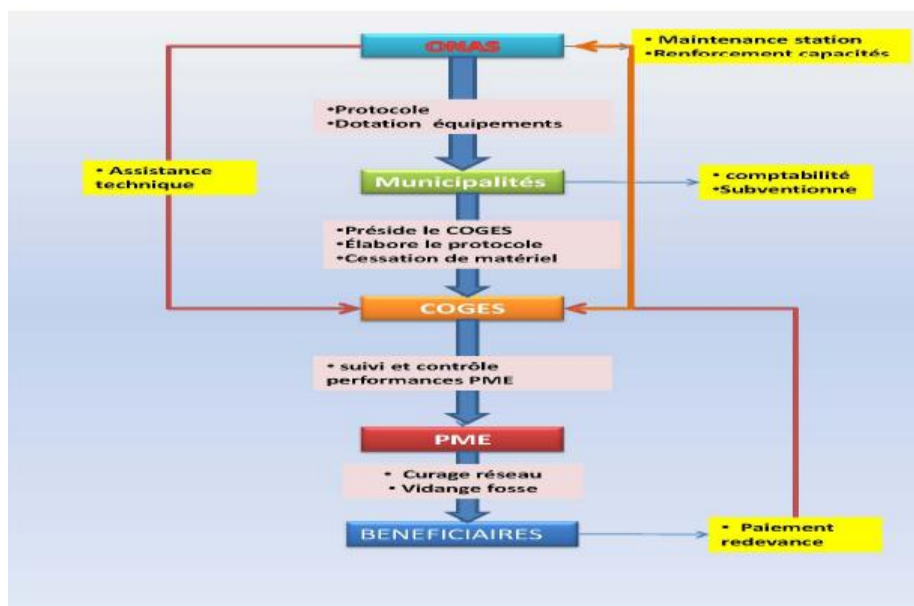 ONAS
• Maintenance station
•Renforcement capacités
•Protocole
•Dotation équipements
• Assistance
technique
Municipalités
• comptabilité
•Subventionne
•Préside le COGES
•Élabore le protocole
•Cessation de matériel
COGES
• suivi et contrôle
performances PME
PME
• Curage réseau
• Vidange fosse
BENEFICIAIRES
• Paiement
redevance